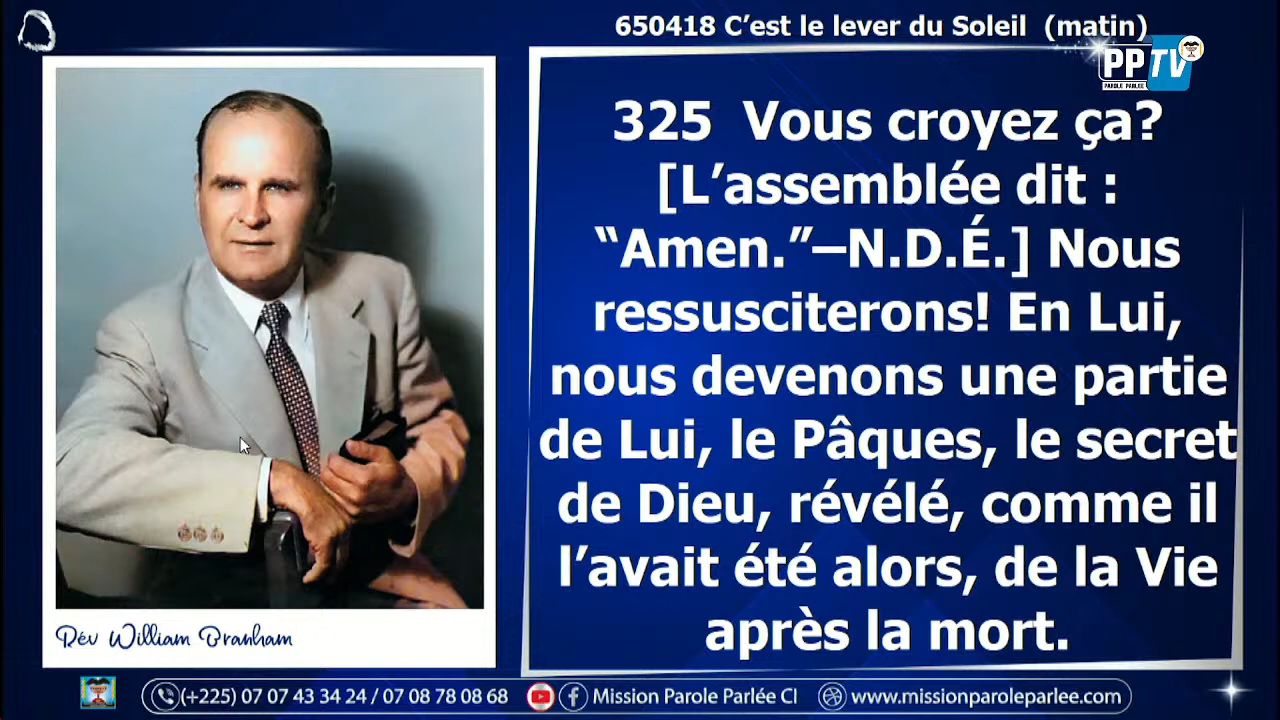 650418 C’est le lever du Soleil (matin)
PPTV
PAROLE PARLEE
325 Vous croyez ça?
[L’assemblée dit :
“Amen.”–N.D.É.] Nous
ressusciterons! En Lui,
nous devenons une partie
de Lui, le Pâques, le secret
de Dieu, révélé, comme il
l’avait été alors, de la Vie
après la mort.
Rév William Branham
(+225) 07 07 43 34 24 / 07 08 78 08 68 Mission Parole Parlée CI www.missionparoleparlee.com